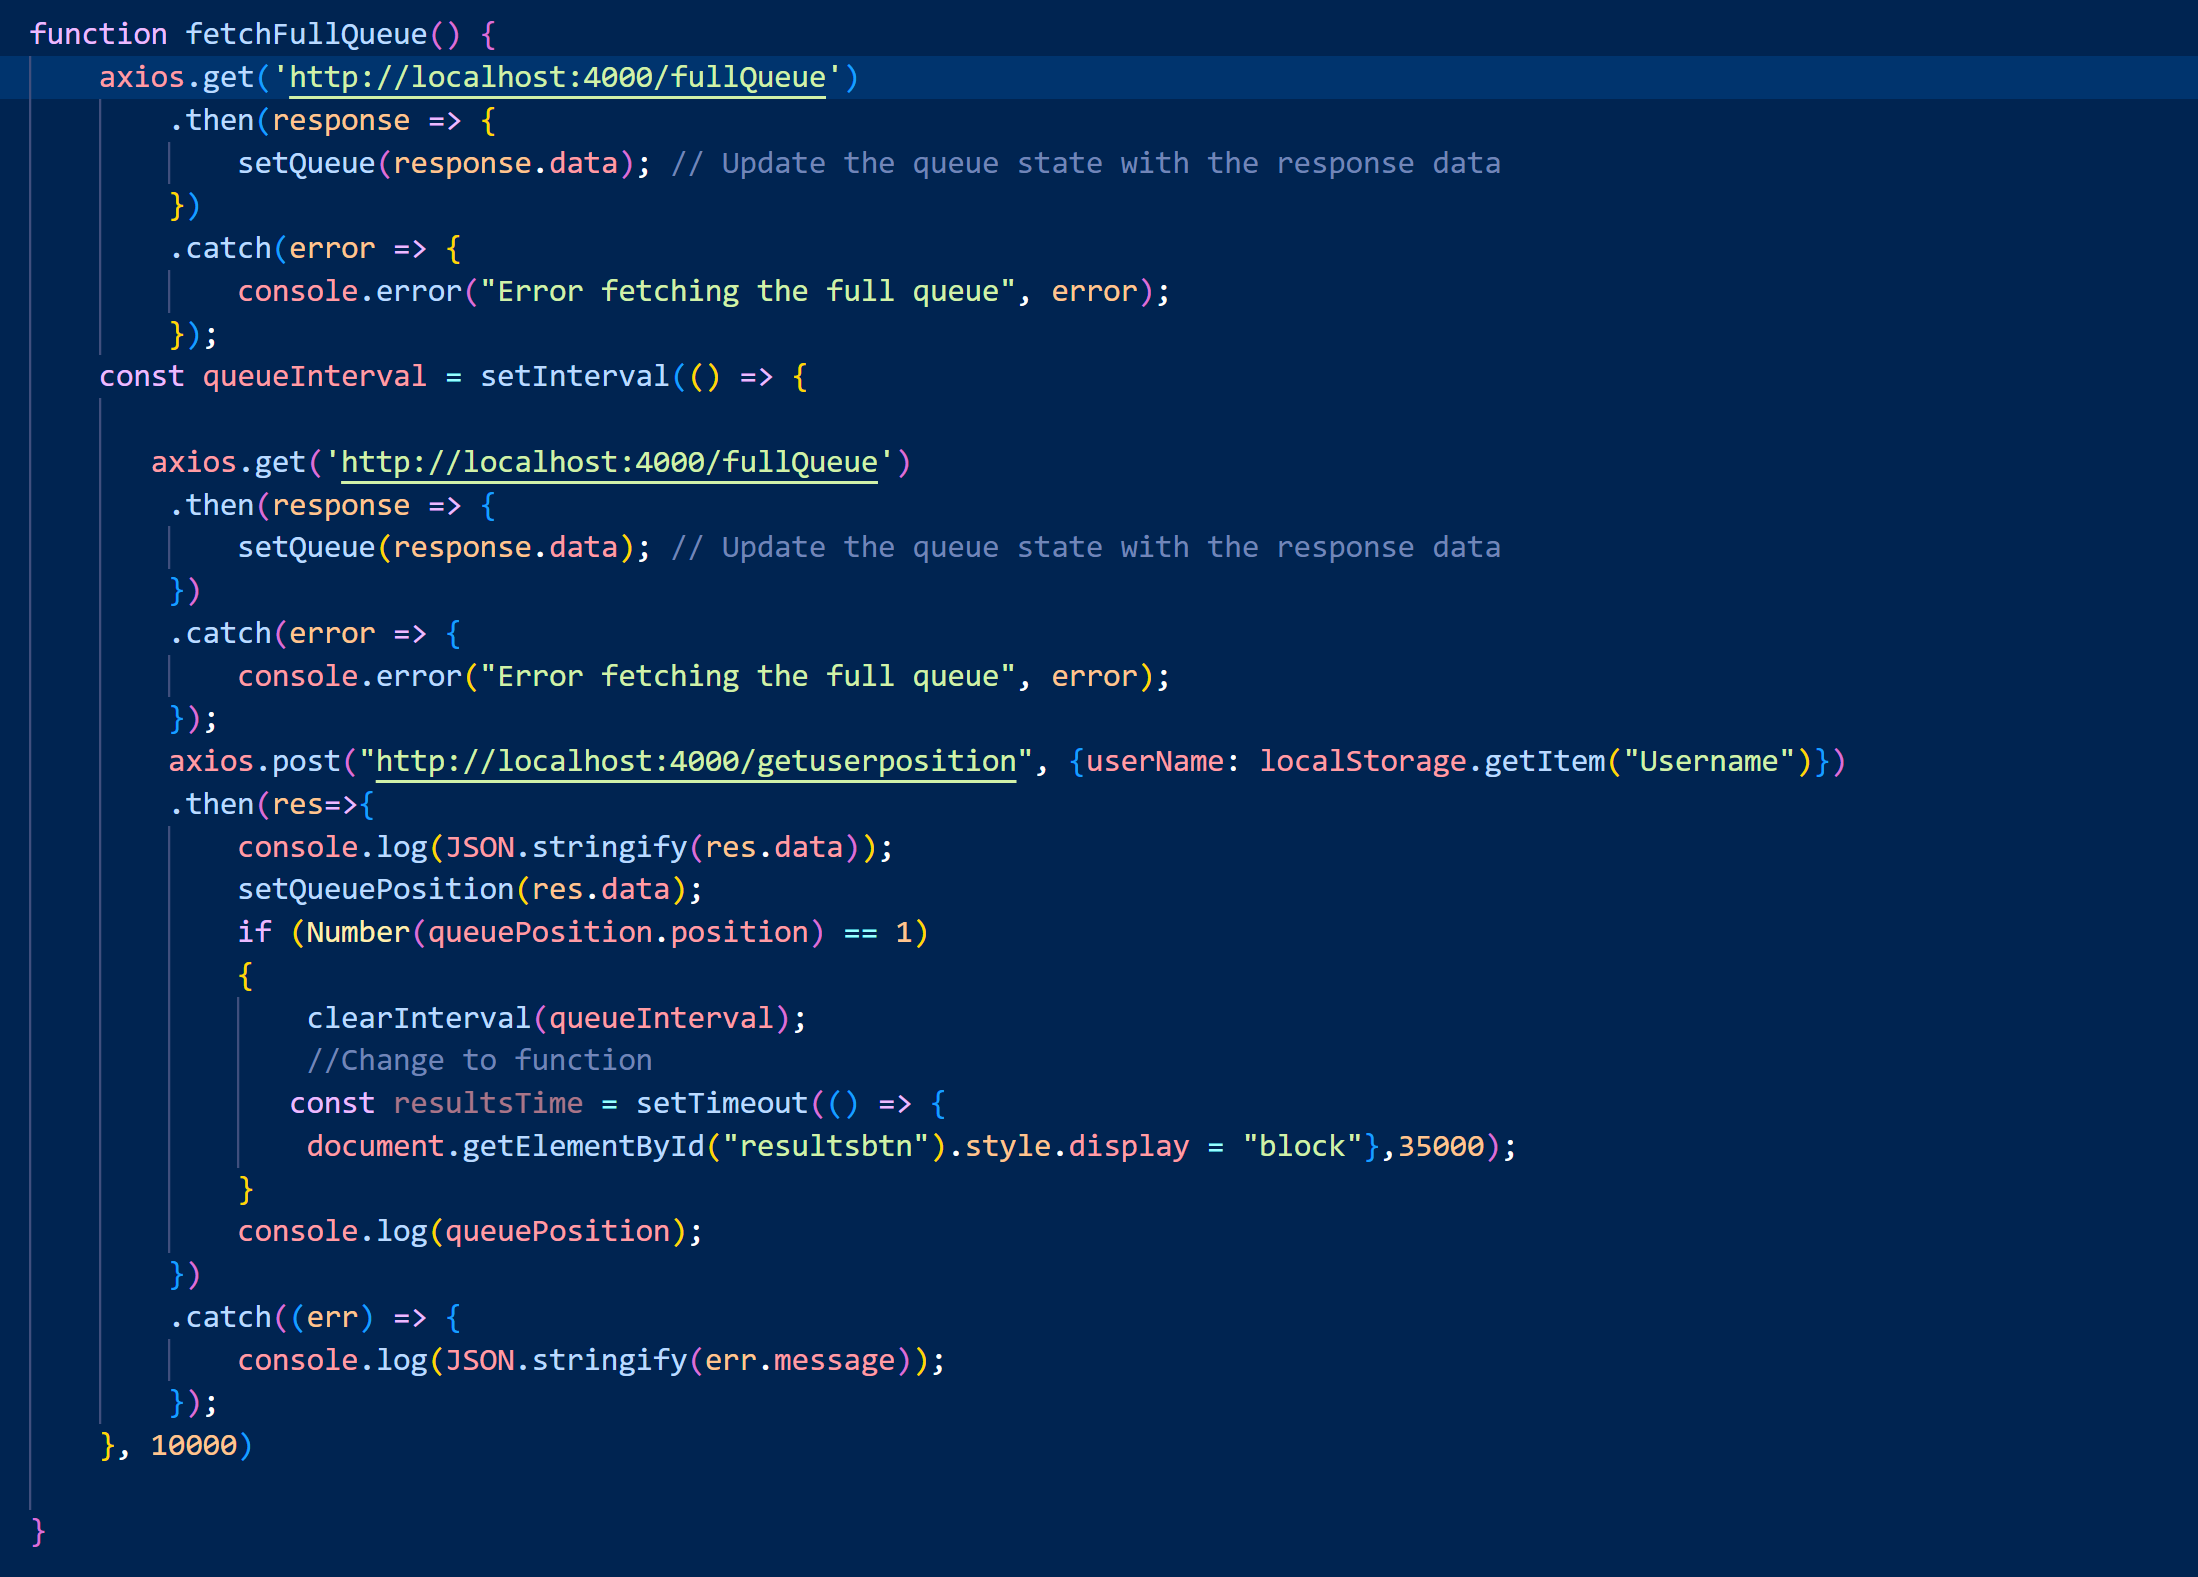 function fetchFullQueue() {
axios.get('http://localhost:4000/fullQueue')
.then(response => {
setQueue(response.data); // Update the queue state with the response data
})
.catch(error => {
console.error("Error fetching the full queue", error);
});
const queueInterval = setInterval(() => {
axios.get('http://localhost:4000/fullQueue')
.then(response => {
setQueue(response.data); // Update the queue state with the response data
})
.catch(error => {
console.error("Error fetching the full queue", error);
});
axios.post("http://localhost:4000/getuserposition", {userName: localStorage.getItem("Username")})
.then(res=>{
console.log(JSON.stringify(res.data));
setQueuePosition(res.data);
if (Number(queuePosition.position) == 1)
{
clearInterval(queueInterval);
//Change to function
const resultsTime = setTimeout(() => {
document.getElementById("resultsbtn").style.display = "block"},35000);
}
console.log(queuePosition);
})
.catch((err) => {
console.log(JSON.stringify(err.message));
});
}, 10000)
}